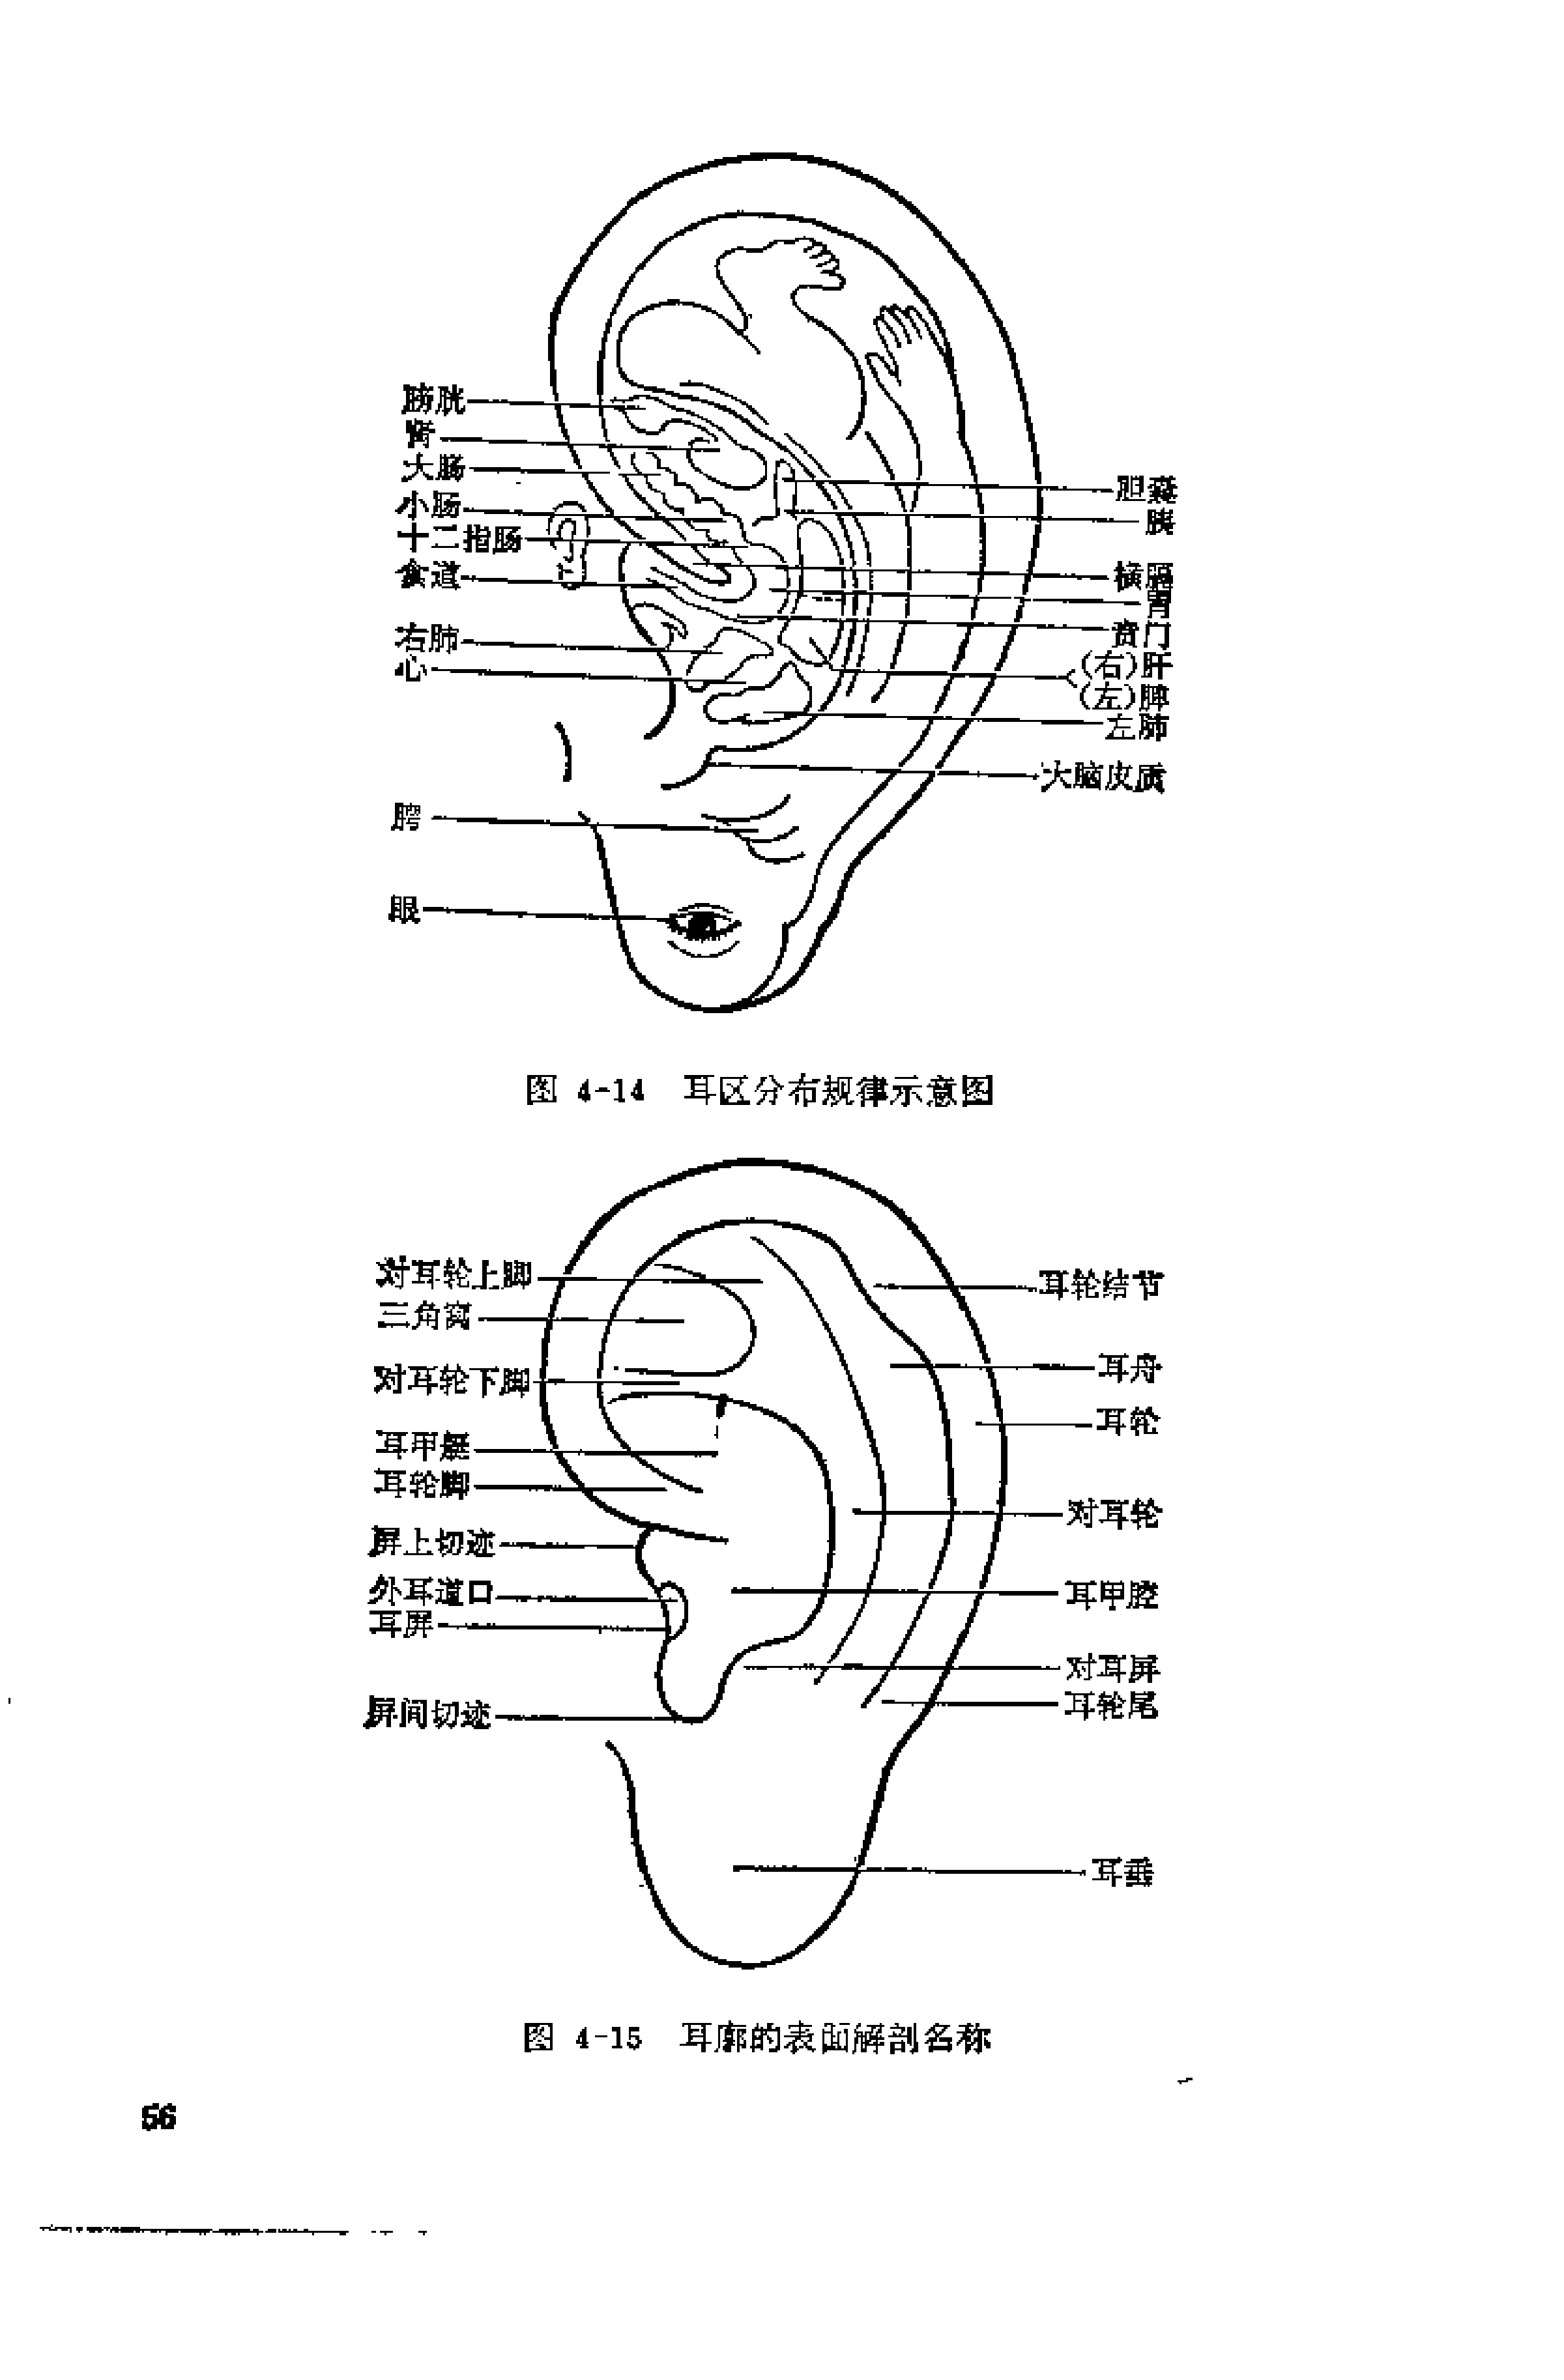 膀胱
肾
大肠
小肠
十二指肠
食道
右肺
心
腭
眼
胆囊
胰
横膈
胃
贲门
(右)肝
(左)脾
左肺
大脑皮质
图 4-14 耳区分布规律示意图
对耳轮上脚
三角窝
对耳轮下脚
耳甲艇
耳轮脚
屏上切迹
外耳道口
耳屏
屏间切迹
耳轮结节
耳舟
耳轮
对耳轮
耳甲腔
对耳屏
耳轮尾
耳垂
图 4-15 耳廓的表面解剖名称
56